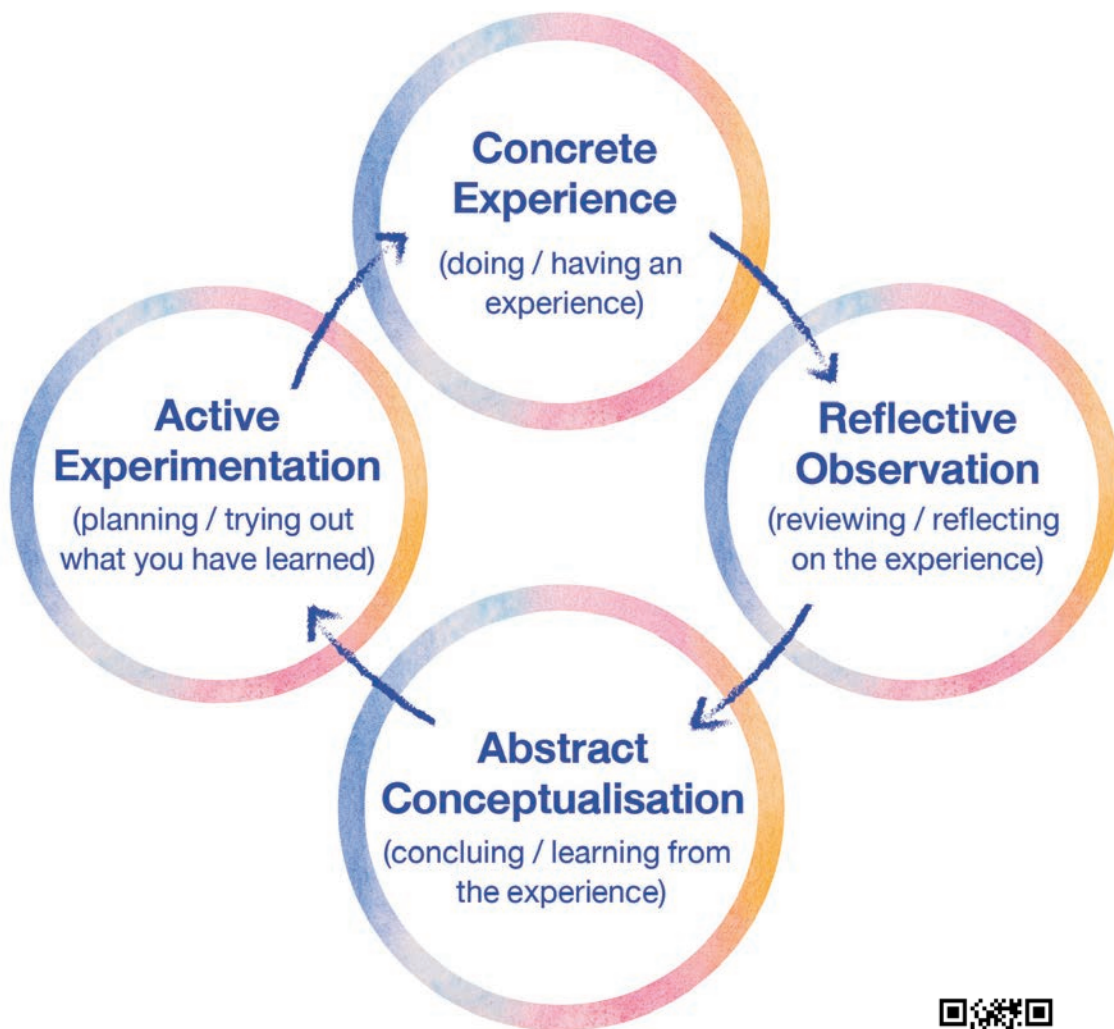 Concrete
Experience
(doing / having an
experience)
Reflective
Observation
(reviewing / reflecting
on the experience)
Abstract
Conceptualisation
(concluing / learning from
the experience)
Active
Experimentation
(planning / trying out
what you have learned)